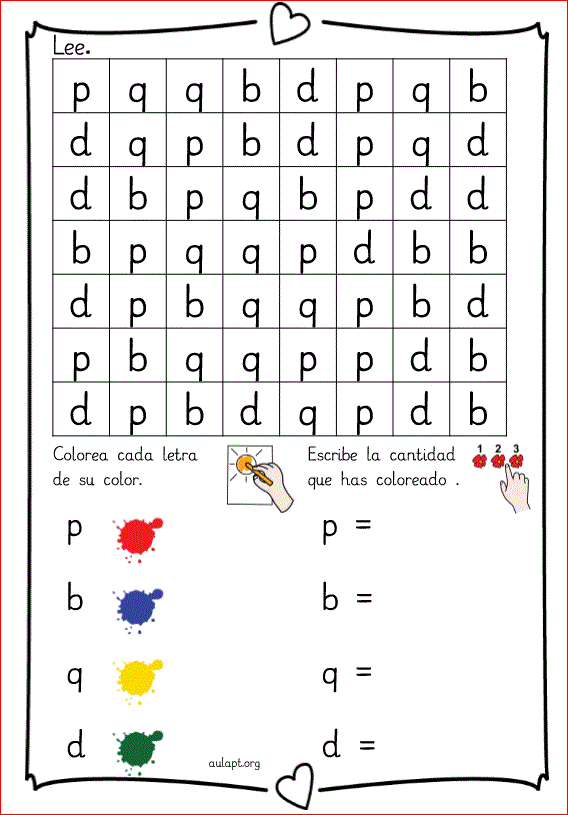 Lee.
p q q b d p q b
d q p b d p q d
d b p q b p d d
b p q q p d b b
d p b q q p b d
p b q q p p d b
d p b d q p d b
Colorea cada letra
de su color.
Escribe la cantidad
que has coloreado .
1 2 3
p
p =
b
b =
q
q =
d
d =
aulapt.org